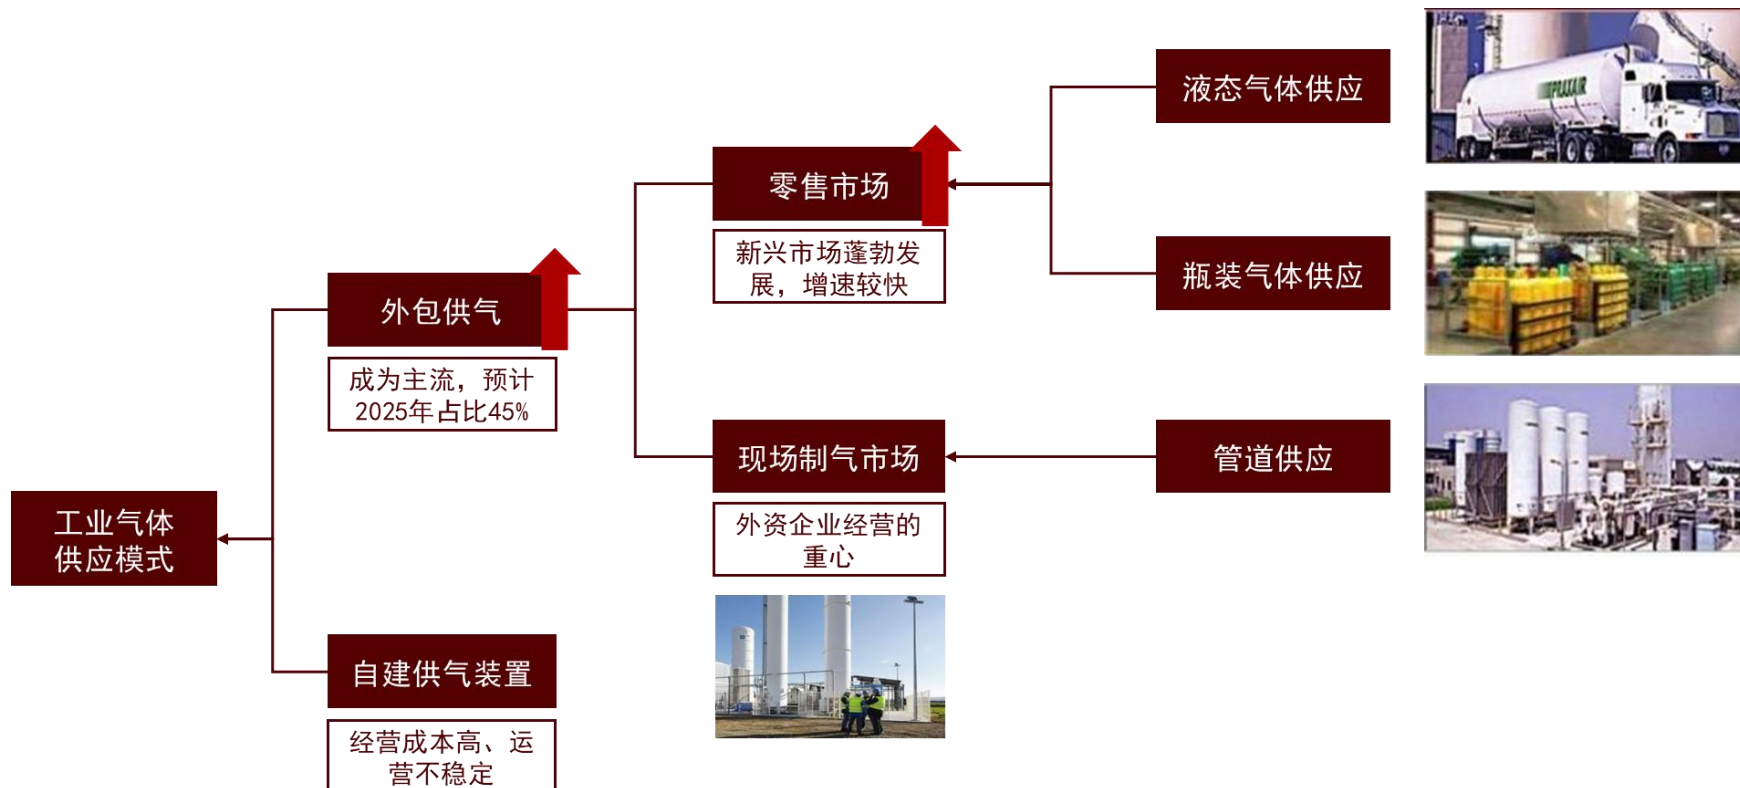 液态气体供应
PRAXAIR
零售市场
新兴市场蓬勃发
展，增速较快
瓶装气体供应
外包供气
成为主流，预计
2025年占比45%
现场制气市场
外资企业经营的
重心
管道供应
工业气体
供应模式
自建供气装置
经营成本高、运
营不稳定